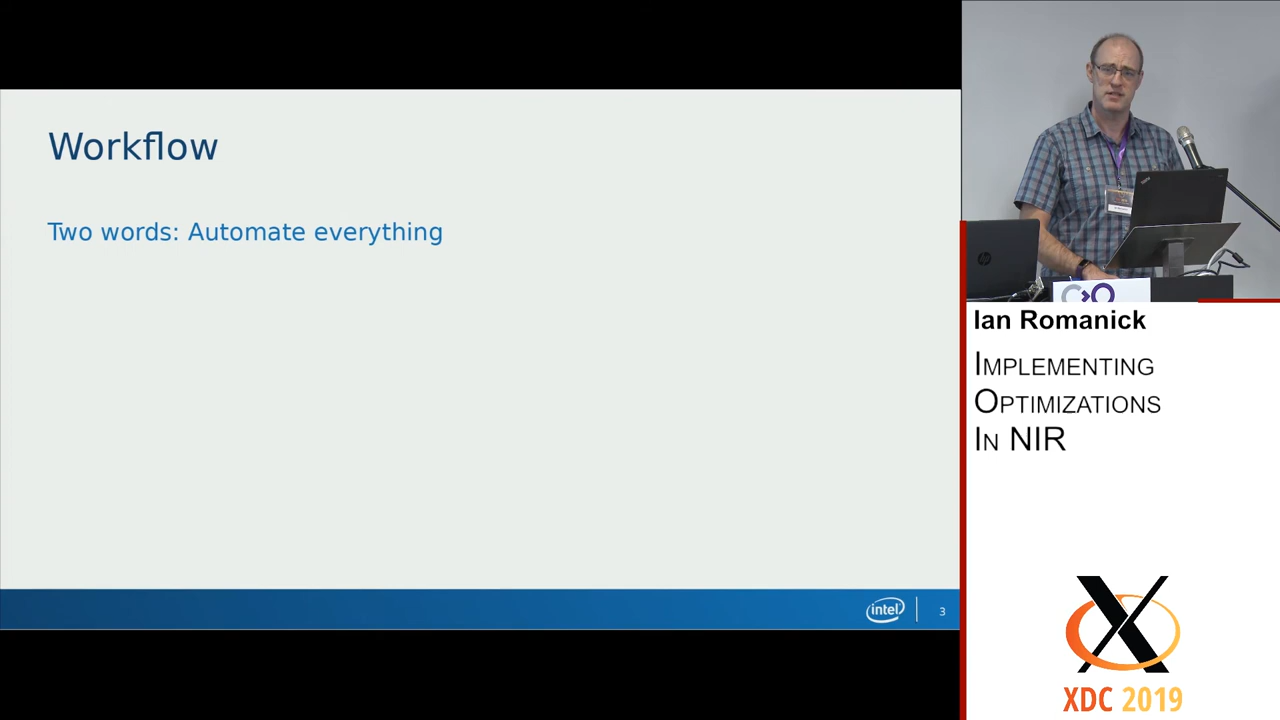 Workflow
Two words: Automate everything
intel
3
Ian Romanick
Implementing
Optimizations
In NIR
XDC 2019